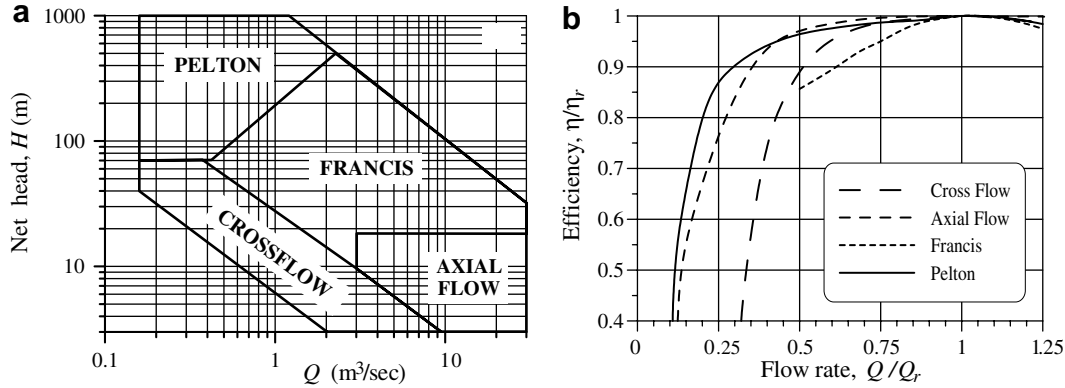 a
1000
100
10
Net head, H (m)
PELTON
FRANCIS
CROSSFLOW
AXIAL
FLOW
0.1
1
10
Q (m³/sec)
b
1
0.9
0.8
0.7
0.6
0.5
0.4
Efficiency, η/ηr
Cross Flow
Axial Flow
Francis
Pelton
0
0.25
0.5
0.75
1
1.25
Flow rate, Q/Qr